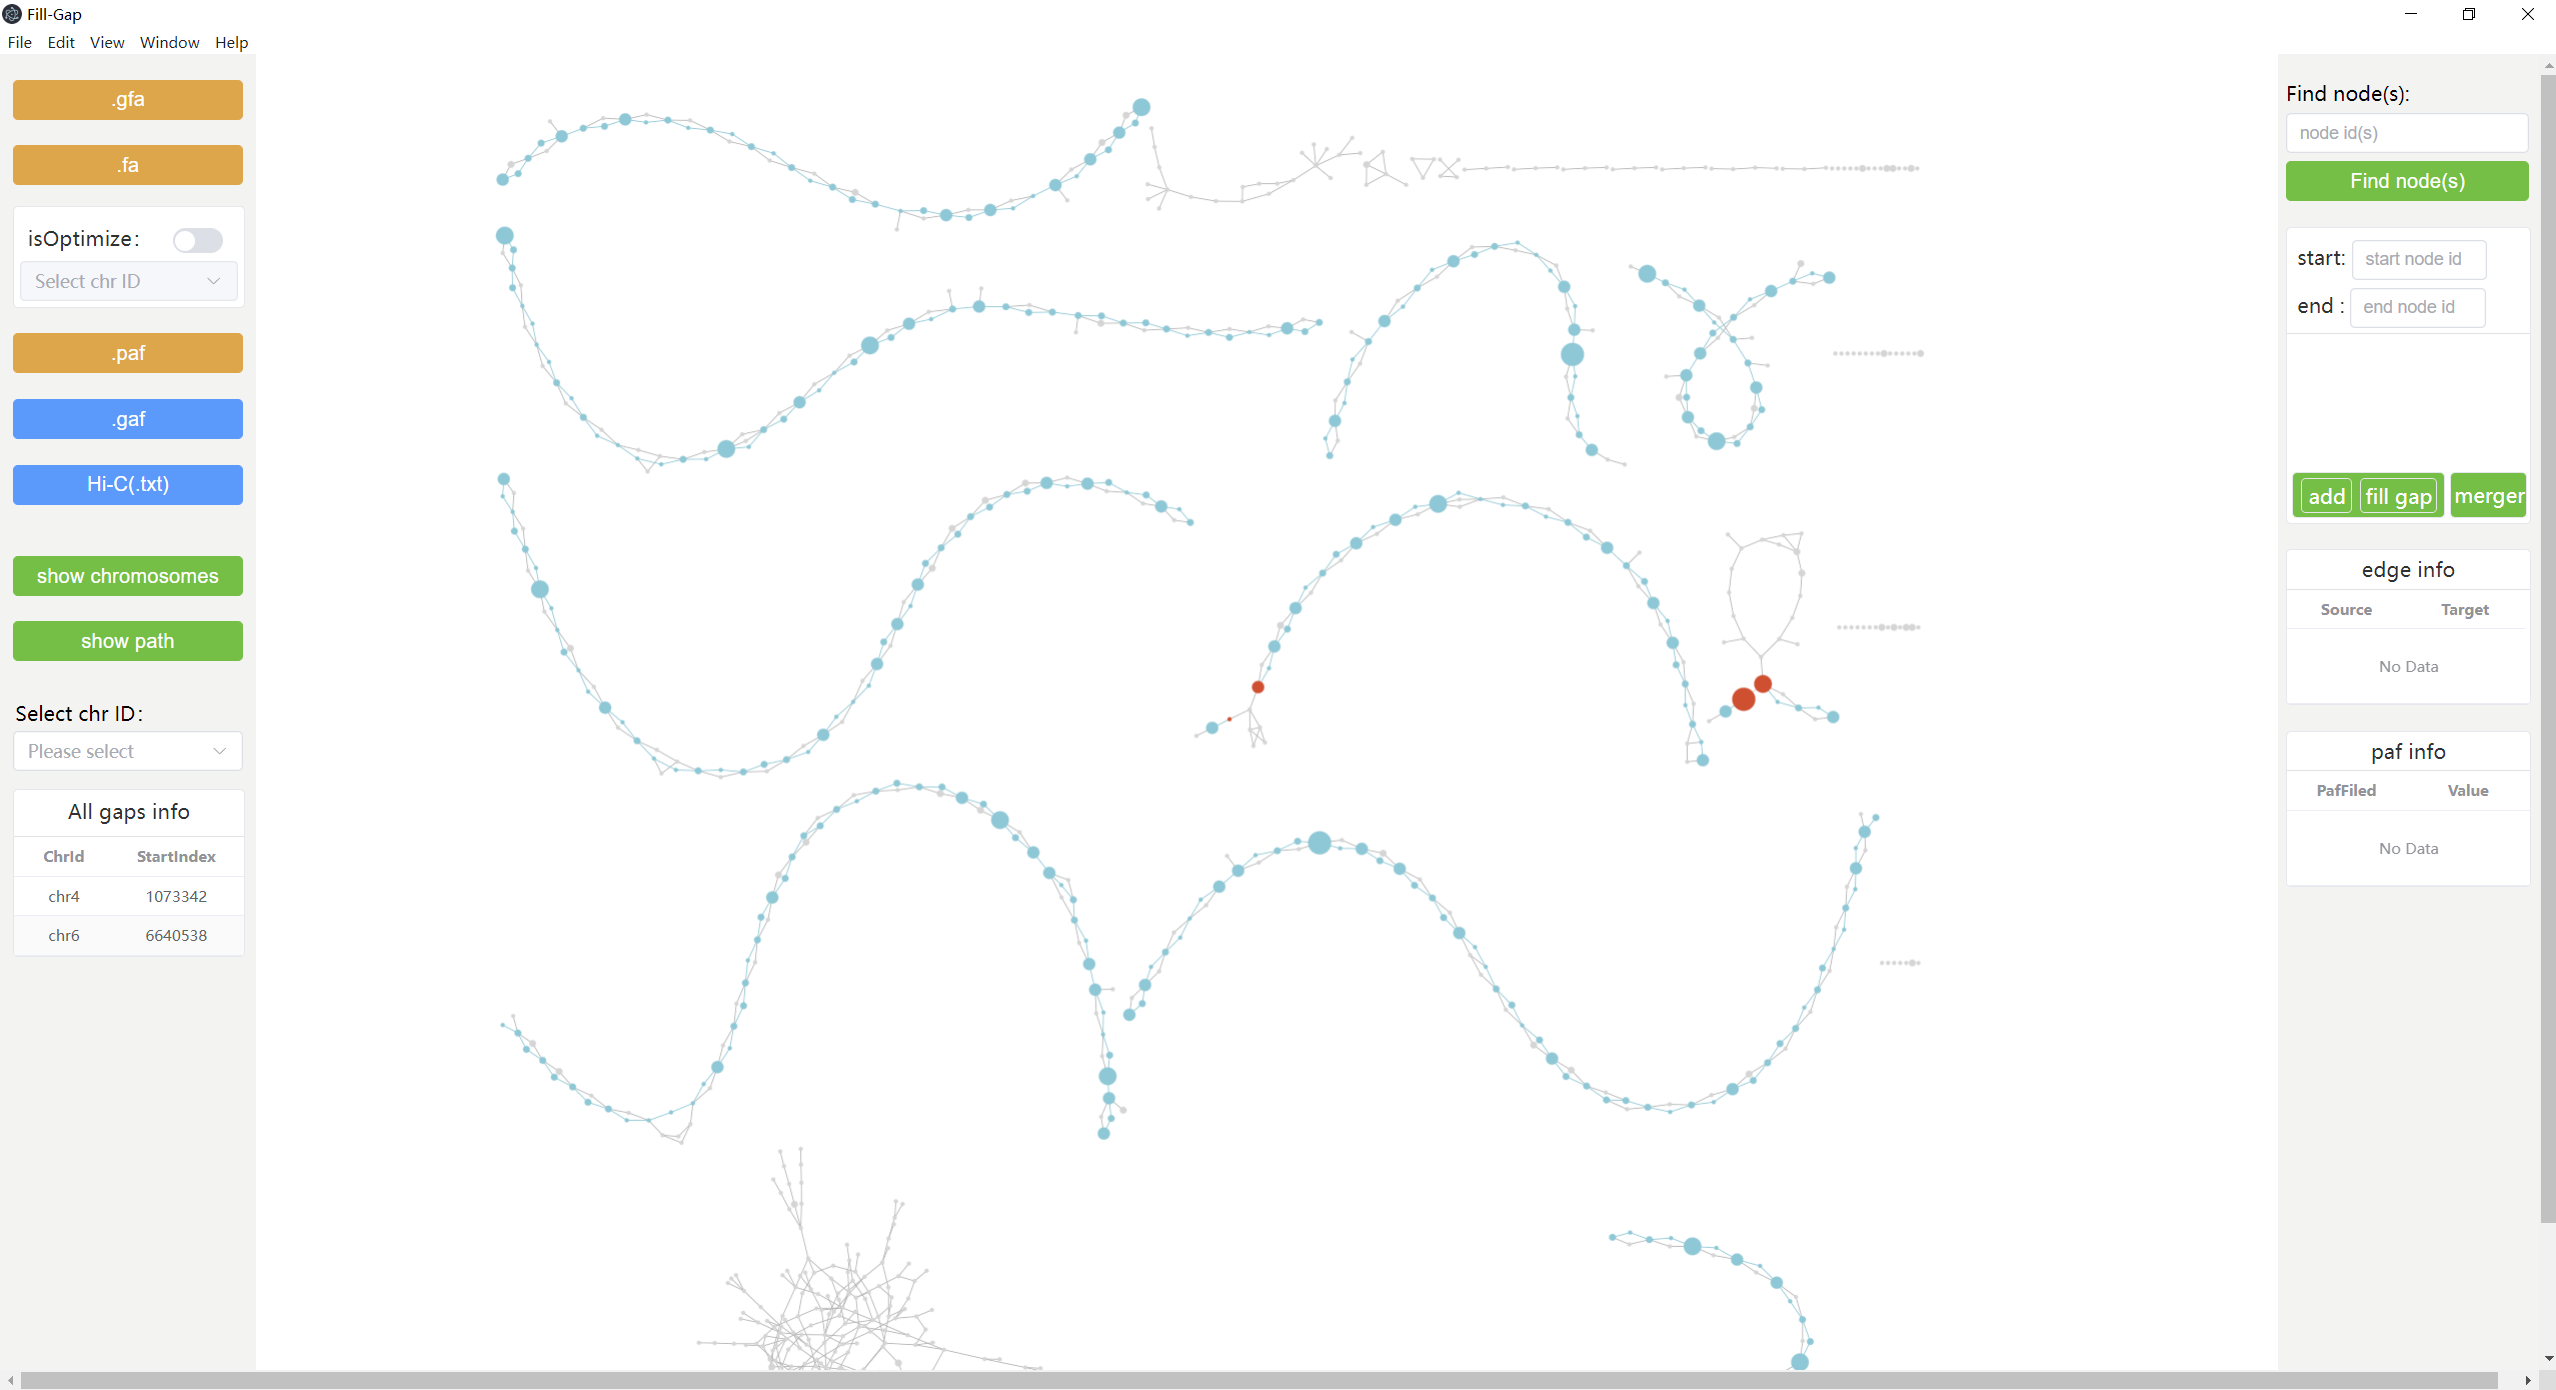 Fill-Gap
File Edit View Window Help
.gfa
.fa
isOptimize:
Select chr ID
.paf
.gaf
Hi-C(.txt)
show chromosomes
show path
Select chr ID:
Please select
All gaps info
ChrId StartIndex
chr4 1073342
chr6 6640538
Find node(s):
node id(s)
Find node(s)
start: start node id
end : end node id
add fill gap merger
edge info
Source Target
No Data
paf info
PafFiled Value
No Data